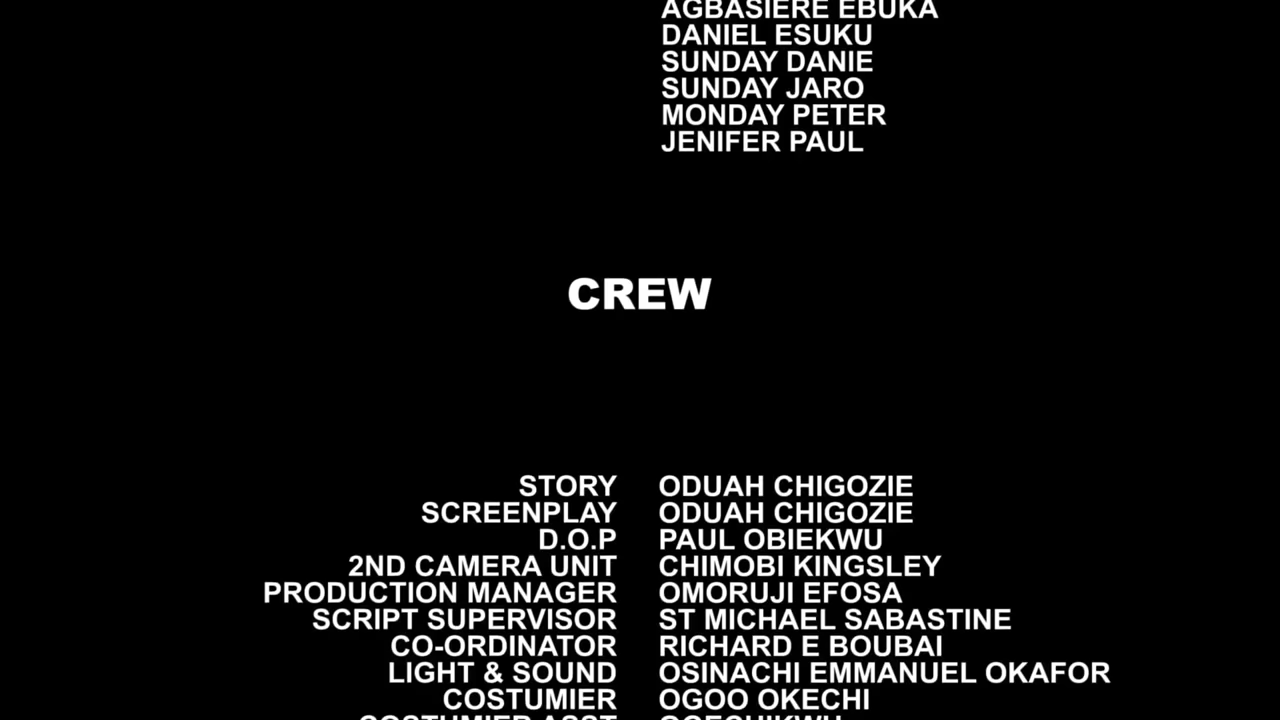 AGBASIERE EBUKA
DANIEL ESUKU
SUNDAY DANIE
SUNDAY JARO
MONDAY PETER
JENIFER PAUL
CREW
STORY ODUAH CHIGOZIE
SCREENPLAY ODUAH CHIGOZIE
D.O.P PAUL OBIEKWU
2ND CAMERA UNIT CHIMOBI KINGSLEY
PRODUCTION MANAGER OMORUJI EFOSA
SCRIPT SUPERVISOR ST MICHAEL SABASTINE
CO-ORDINATOR RICHARD E BOUBAI
LIGHT & SOUND OSINACHI EMMANUEL OKAFOR
COSTUMIER OGOO OKECHI
COSTUMIER ASST